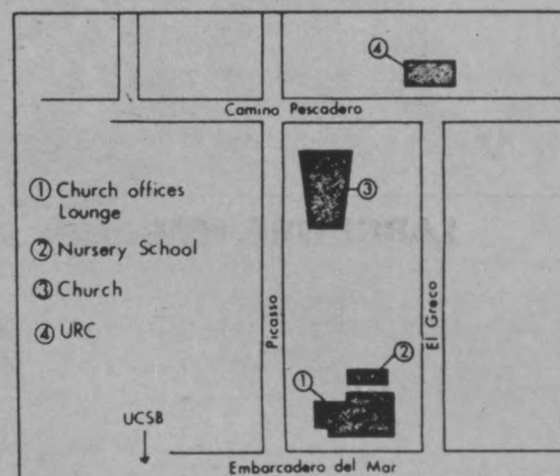 ④
Camino Pescadero
① Church offices
Lounge
② Nursery School
③ Church
④ URC
③
Picasso
El Greco
②
①
UCSB
Embarcadero del Mar